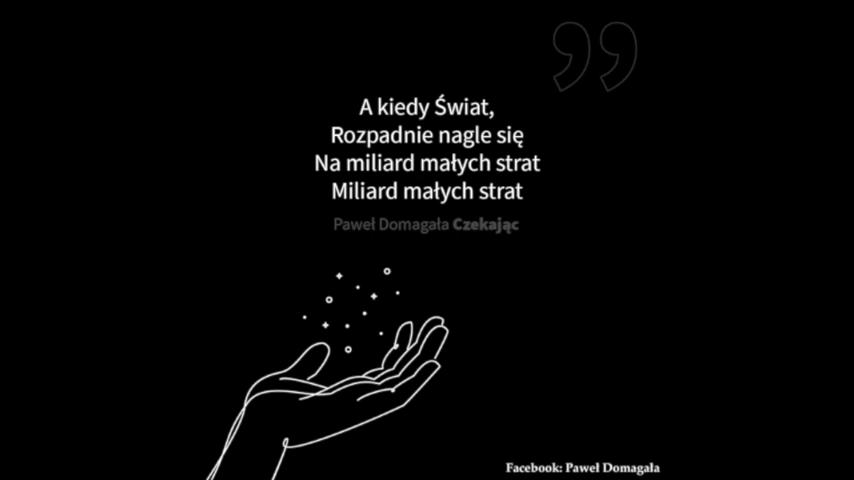 ”
A kiedy Świat,
Rozpadnie nagle się
Na miliard małych strat
Miliard małych strat
Paweł Domagała Czekając
Facebook: Paweł Domagała